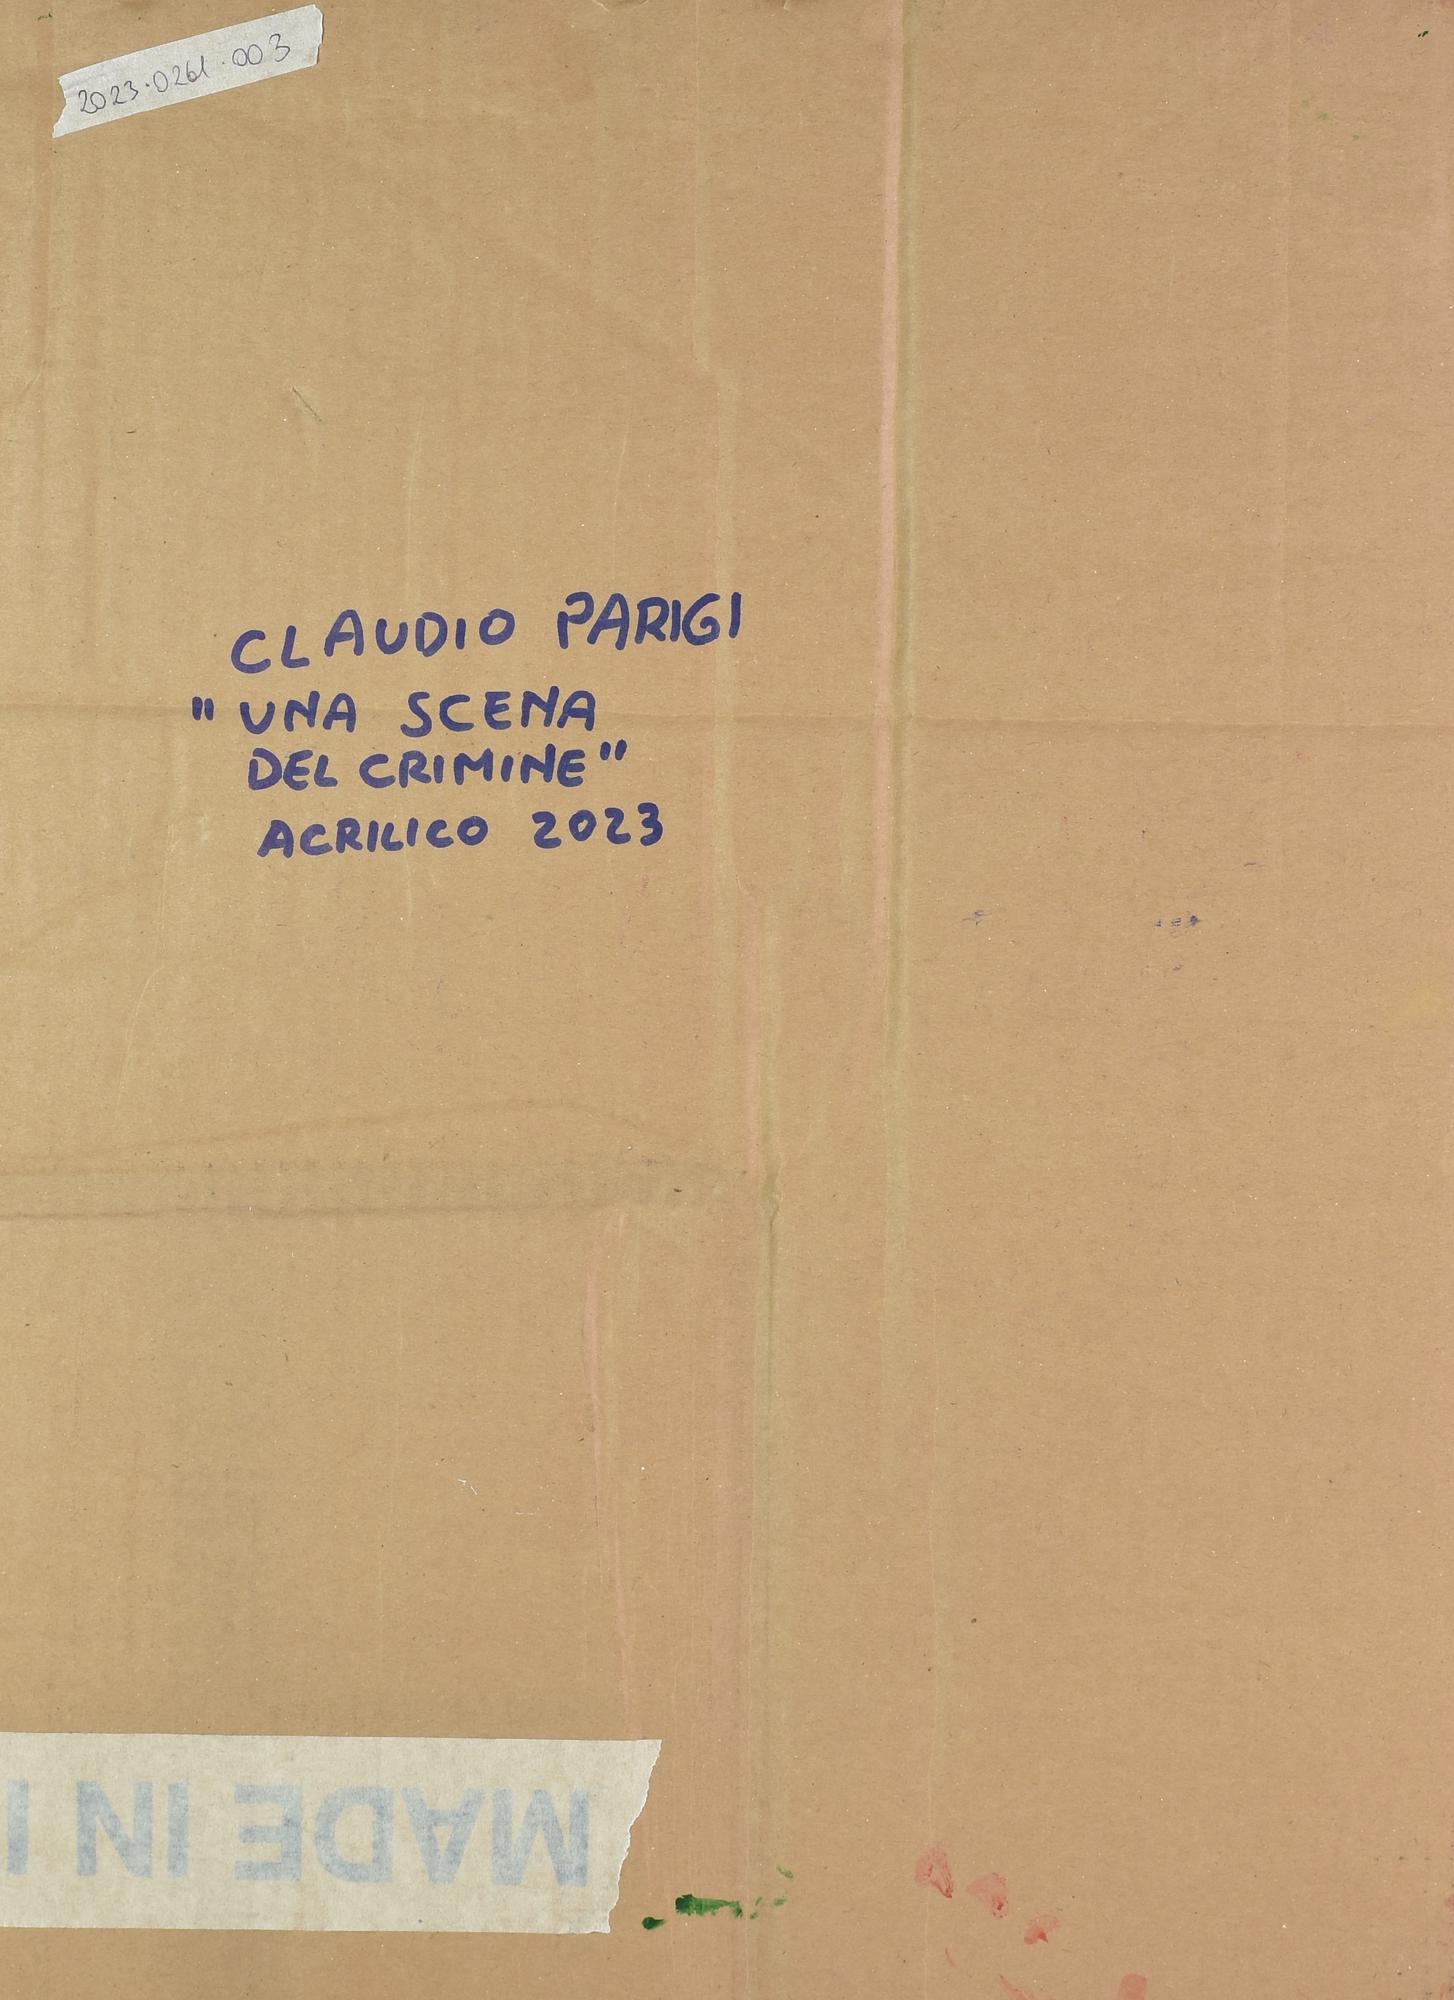 2023.0261.003
CLAUDIO PARIGI
"UNA SCENA
DEL CRIMINE"
ACRILICO 2023
MADE IN I